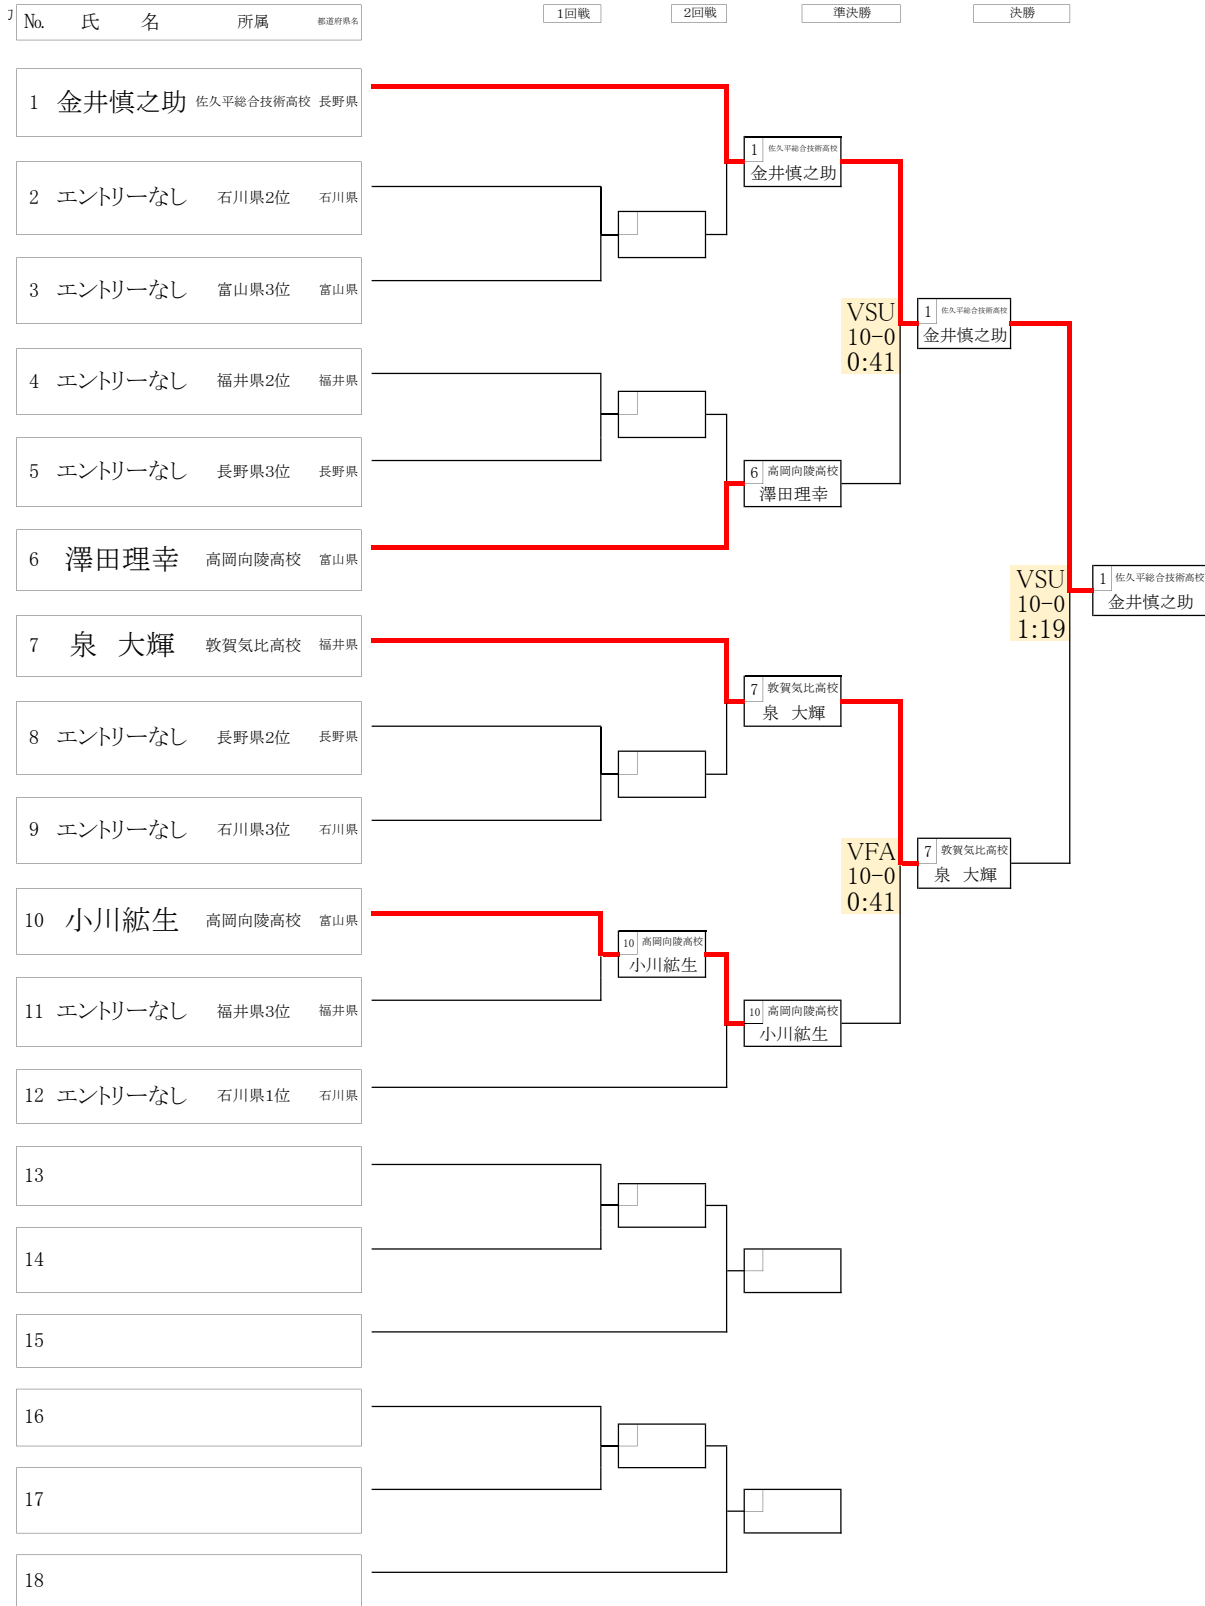 No. 氏 名 所属 都道府県名 1回戦 2回戦 準決勝 決勝
1 金井慎之助 佐久平総合技術高校 長野県
1 佐久平総合技術高校
金井慎之助
2 エントリーなし 石川県2位 石川県
3 エントリーなし 富山県3位 富山県
VSU
10-0
0:41
1 佐久平総合技術高校
金井慎之助
4 エントリーなし 福井県2位 福井県
5 エントリーなし 長野県3位 長野県
6 高岡向陵高校
澤田理幸
6 澤田理幸 高岡向陵高校 富山県
VSU
10-0
1:19
1 佐久平総合技術高校
金井慎之助
7 泉 大輝 敦賀気比高校 福井県
7 敦賀気比高校
泉 大輝
8 エントリーなし 長野県2位 長野県
9 エントリーなし 石川県3位 石川県
VFA
10-0
0:41
7 敦賀気比高校
泉 大輝
10 小川紘生 高岡向陵高校 富山県
10 高岡向陵高校
小川紘生
11 エントリーなし 福井県3位 福井県
10 高岡向陵高校
小川紘生
12 エントリーなし 石川県1位 石川県
13
14
15
16
17
18